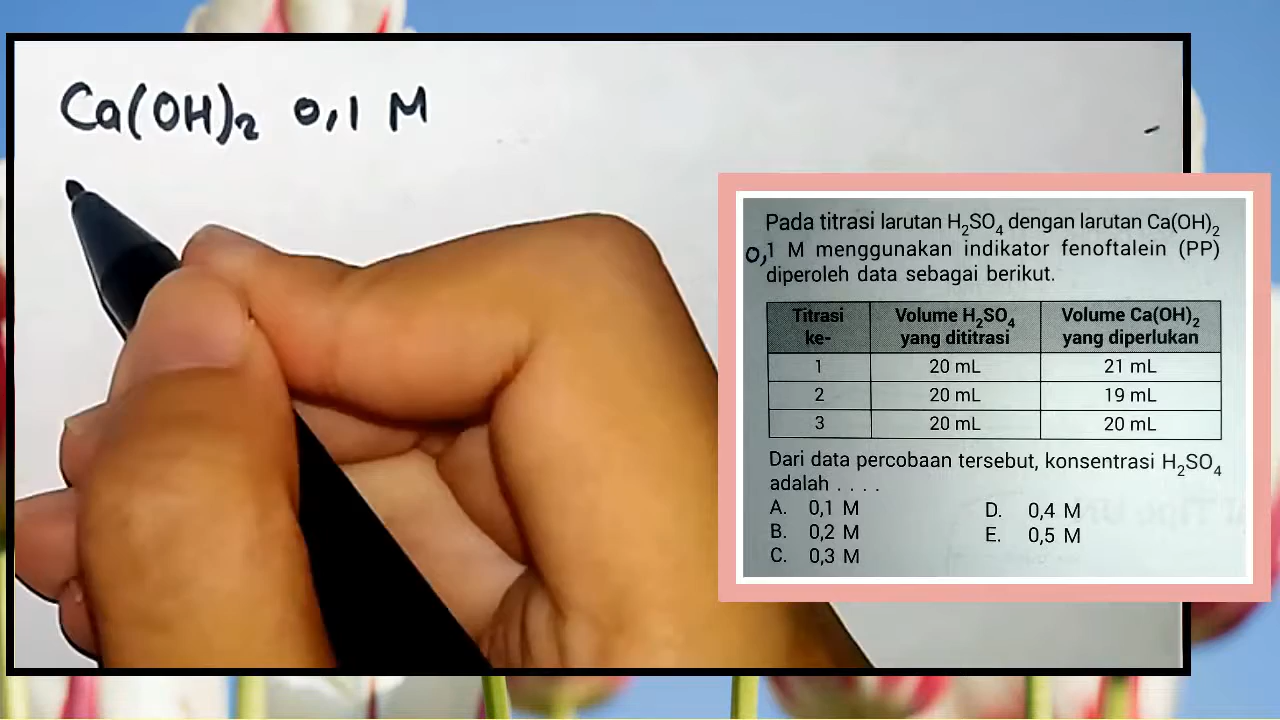 Ca(OH)₂ 0,1 M
Pada titrasi larutan H₂SO₄ dengan larutan Ca(OH)₂
0,1 M menggunakan indikator fenoftalein (PP)
diperoleh data sebagai berikut.
Titrasi ke- Volume H₂SO₄ yang dititrasi Volume Ca(OH)₂ yang diperlukan
1 20 mL 21 mL
2 20 mL 19 mL
3 20 mL 20 mL
Dari data percobaan tersebut, konsentrasi H₂SO₄
adalah . . . .
A. 0,1 M D. 0,4 M
B. 0,2 M E. 0,5 M
C. 0,3 M